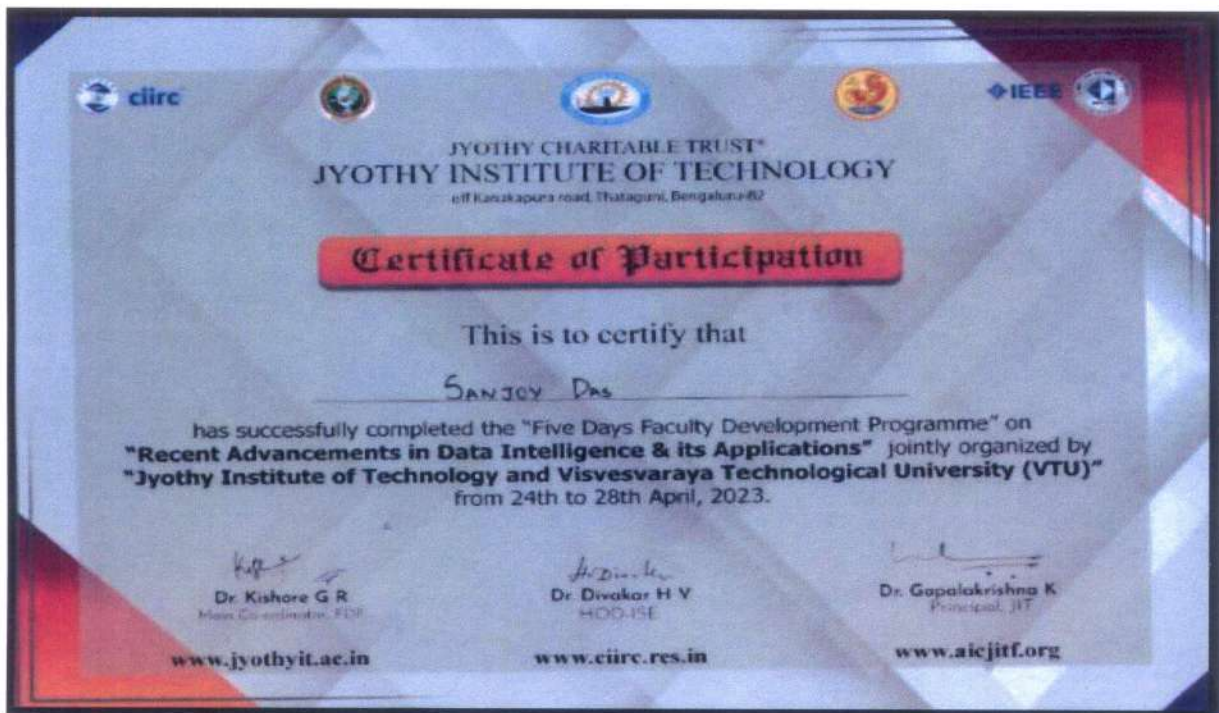 ciirc
IEEE
JYOTHY CHARITABLE TRUST®
JYOTHY INSTITUTE OF TECHNOLOGY
off Kanakapura road, Thataguni, Bengaluru-82
Certificate of Participation
This is to certify that
SANJOY DAS
has successfully completed the "Five Days Faculty Development Programme" on
"Recent Advancements in Data Intelligence & its Applications" jointly organized by
"Jyothy Institute of Technology and Visvesvaraya Technological University (VTU)"
from 24th to 28th April, 2023.
Dr. Kishore G R
Main Co-ordinator, FDP
Dr Divakar H V
HOD-ISE
Dr. Gopalakrishna K
Principal, JIT
www.jyothyit.ac.in
www.ciirc.res.in
www.aicjitf.org